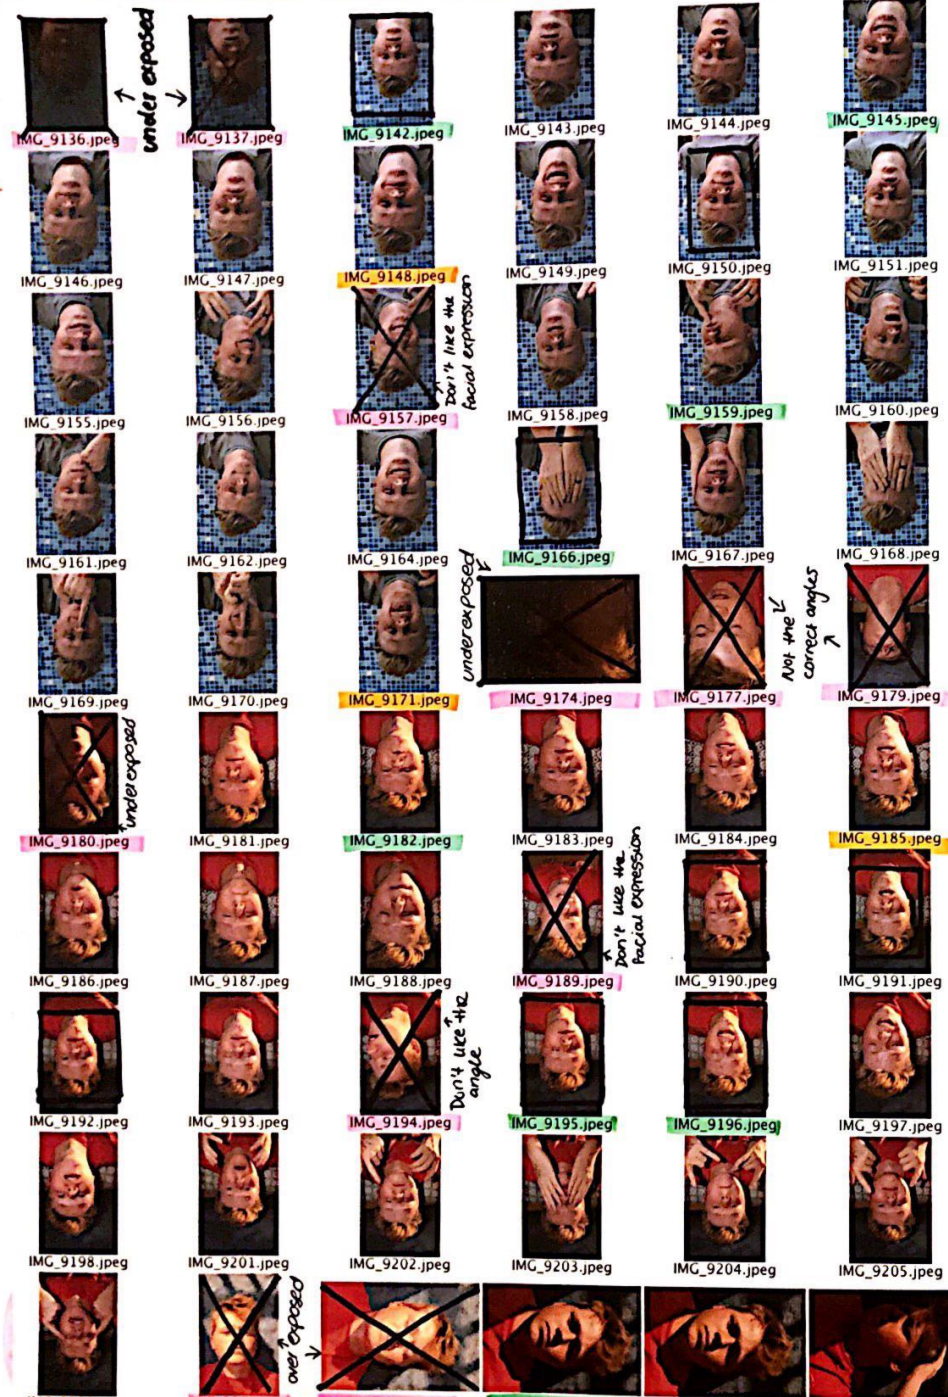 under exposed
IMG_9136.jpeg
IMG_9137.jpeg
IMG_9142.jpeg
IMG_9143.jpeg
IMG_9144.jpeg
IMG_9145.jpeg
IMG_9146.jpeg
IMG_9147.jpeg
IMG_9148.jpeg
IMG_9149.jpeg
IMG_9150.jpeg
IMG_9151.jpeg
Don't like the
facial expression
IMG_9155.jpeg
IMG_9156.jpeg
IMG_9157.jpeg
IMG_9158.jpeg
IMG_9159.jpeg
IMG_9160.jpeg
IMG_9161.jpeg
IMG_9162.jpeg
IMG_9164.jpeg
IMG_9166.jpeg
IMG_9167.jpeg
IMG_9168.jpeg
underexposed
Not the
correct angles
IMG_9169.jpeg
IMG_9170.jpeg
IMG_9171.jpeg
IMG_9174.jpeg
IMG_9177.jpeg
IMG_9179.jpeg
underexposed
IMG_9180.jpeg
IMG_9181.jpeg
IMG_9182.jpeg
IMG_9183.jpeg
IMG_9184.jpeg
IMG_9185.jpeg
Don't like the
facial expression
IMG_9186.jpeg
IMG_9187.jpeg
IMG_9188.jpeg
IMG_9189.jpeg
IMG_9190.jpeg
IMG_9191.jpeg
Don't like the
angle
IMG_9192.jpeg
IMG_9193.jpeg
IMG_9194.jpeg
IMG_9195.jpeg
IMG_9196.jpeg
IMG_9197.jpeg
IMG_9198.jpeg
IMG_9201.jpeg
IMG_9202.jpeg
IMG_9203.jpeg
IMG_9204.jpeg
IMG_9205.jpeg
over exposed